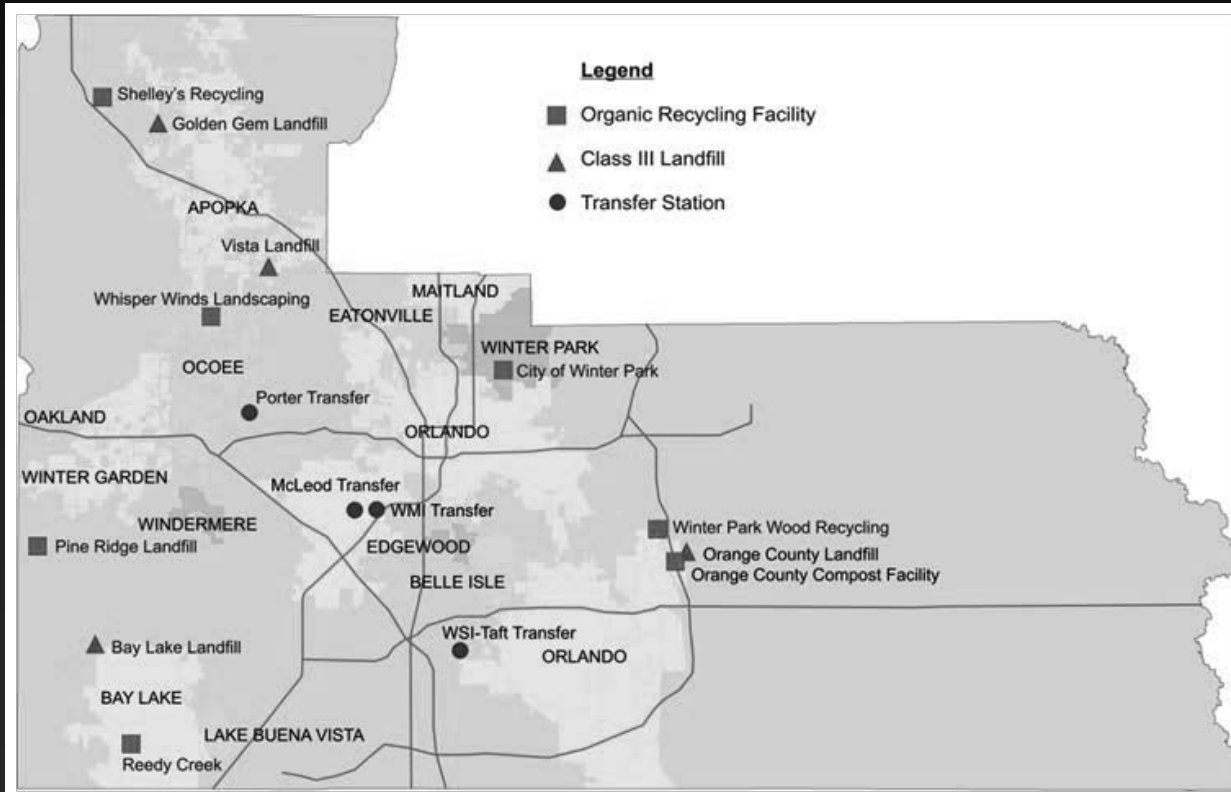 Legend
Organic Recycling Facility
Class III Landfill
Transfer Station
Shelley's Recycling
Golden Gem Landfill
APOPKA
Vista Landfill
Whisper Winds Landscaping
MAITLAND
EATONVILLE
WINTER PARK
City of Winter Park
OCOEE
Porter Transfer
OAKLAND
ORLANDO
WINTER GARDEN
McLeod Transfer
WMI Transfer
WINDERMERE
Pine Ridge Landfill
EDGEWOOD
BELLE ISLE
Winter Park Wood Recycling
Orange County Landfill
Orange County Compost Facility
WSI-Taft Transfer
ORLANDO
Bay Lake Landfill
BAY LAKE
LAKE BUENA VISTA
Reedy Creek